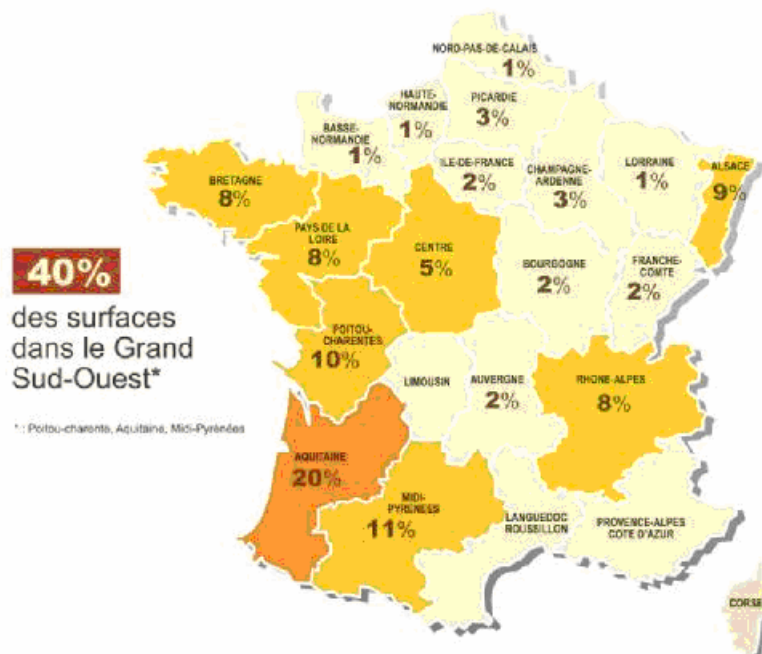 NORD-PAS-DE-CALAIS
1%
HAUTE-
NORMANDIE
1%
PICARDIE
3%
BASSE-
NORMANDIE
1%
ILE-DE-FRANCE
2%
CHAMPAGNE-
ARDENNE
3%
LORRAINE
1%
ALSACE
9%
BRETAGNE
8%
PAYS DE LA
LOIRE
8%
CENTRE
5%
BOURGOGNE
2%
FRANCHE-
COMTE
2%
40%
des surfaces
dans le Grand
Sud-Ouest*
* : Poitou-charente, Aquitaine, Midi-Pyrénées
POITOU-
CHARENTES
10%
LIMOUSIN
AUVERGNE
2%
RHONE-ALPES
8%
AQUITAINE
20%
MIDI-
PYRENEES
11%
LANGUEDOC
ROUSSILLON
PROVENCE-ALPES
COTE D'AZUR
CORSE